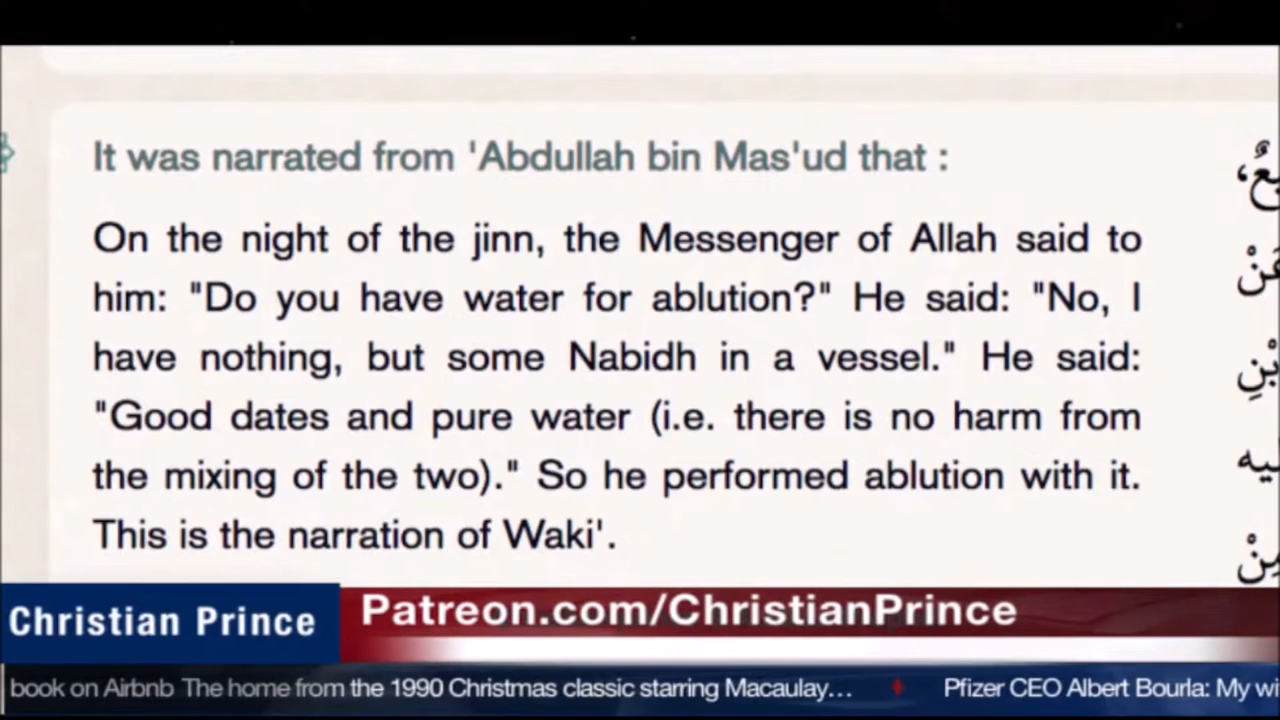 It was narrated from 'Abdullah bin Mas'ud that :
On the night of the jinn, the Messenger of Allah said to
him: "Do you have water for ablution?" He said: "No, I
have nothing, but some Nabidh in a vessel." He said:
"Good dates and pure water (i.e. there is no harm from
the mixing of the two)." So he performed ablution with it.
This is the narration of Waki'.
Christian Prince
Patreon.com/ChristianPrince
book on Airbnb The home from the 1990 Christmas classic starring Macaulay… ♦ Pfizer CEO Albert Bourla: My wi